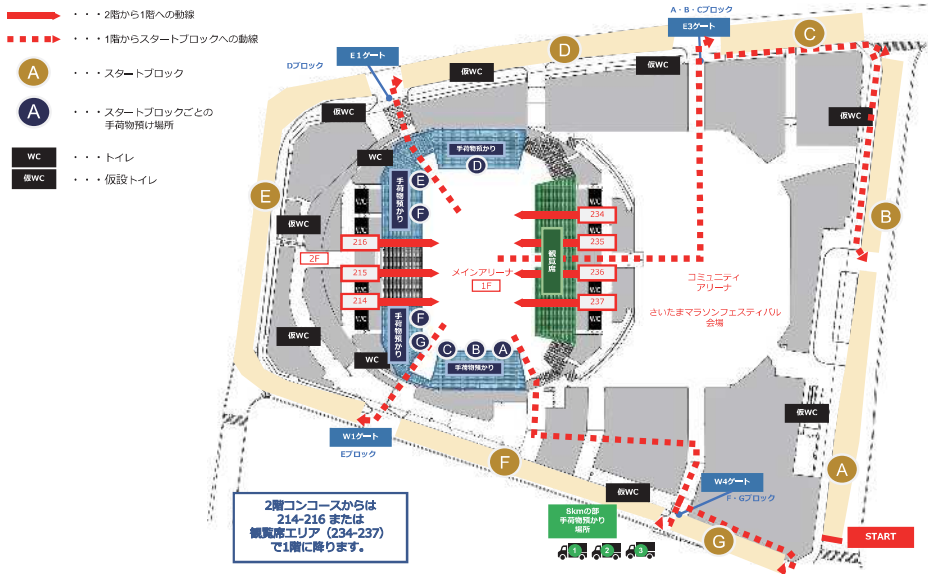 ・・・2階から1階への動線
・・・1階からスタートブロックへの動線
A
・・・スタートブロック
A
・・・スタートブロックごとの
手荷物預け場所
WC
・・・トイレ
仮WC
・・・仮設トイレ
A・B・Cブロック
E3ゲート
C
D
E1ゲート
Dブロック
仮WC
仮WC
仮WC
仮WC
WC
手荷物預かり
D
E
手荷物預かり
F
E
B
仮WC
WC
WC
WC
WC
234
216
235
2F
観覧席
215
メインアリーナ
1F
236
コミュニティ
アリーナ
214
237
さいたまマラソンフェスティバル
会場
WC
WC
WC
WC
仮WC
F
手荷物預かり
G
C
B
A
WC
手荷物預かり
仮WC
W1ゲート
Eブロック
F
A
W4ゲート
F・Gブロック
仮WC
2階コンコースからは
214-216 または
観覧席エリア（234-237）
で1階に降ります。
8kmの部
手荷物預かり
場所
1
2
3
G
START